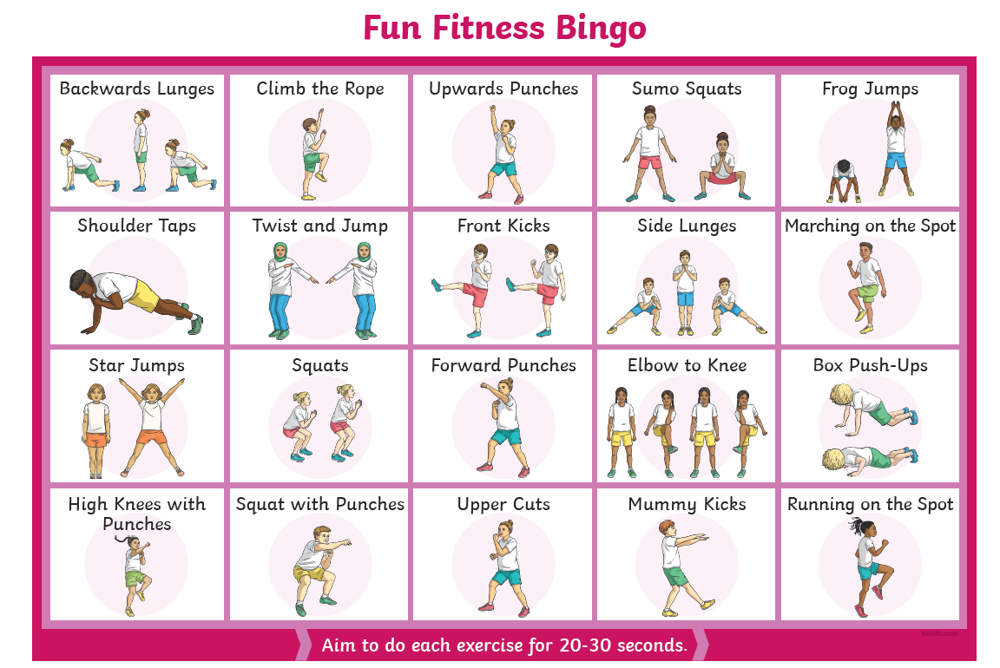 Fun Fitness Bingo
Backwards Lunges
Climb the Rope
Upwards Punches
Sumo Squats
Frog Jumps
Shoulder Taps
Twist and Jump
Front Kicks
Side Lunges
Marching on the Spot
Star Jumps
Squats
Forward Punches
Elbow to Knee
Box Push-Ups
High Knees with
Punches
Squat with Punches
Upper Cuts
Mummy Kicks
Running on the Spot
Aim to do each exercise for 20-30 seconds.
twinkl.com